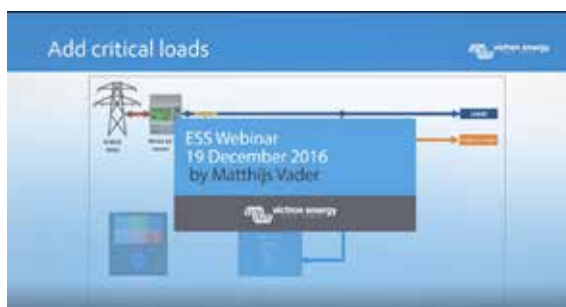 Add critical loads
victron energy
ESS Webinar
19 December 2016
by Matthijs Vader
victron energy